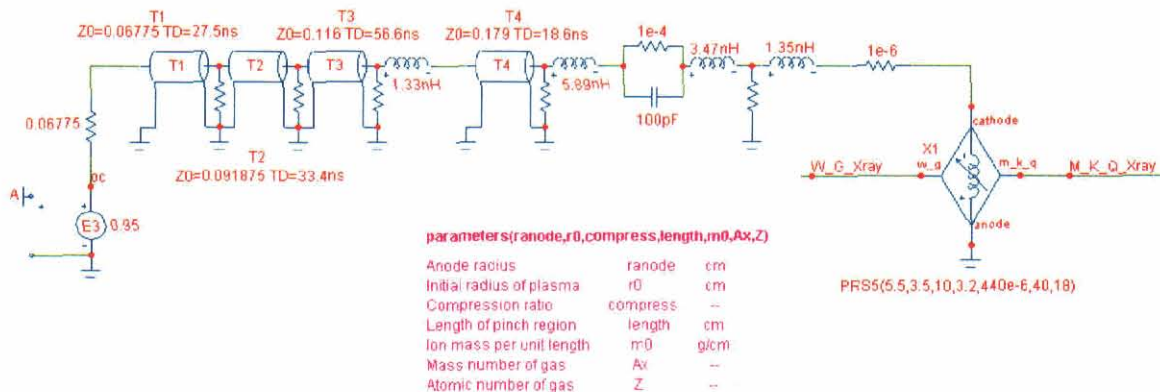 T1
Z0=0.06775 TD=27.5ns
T3
Z0=0.116 TD=56.6ns
T4
Z0=0.179 TD=18.6ns
1e-4
3.47nH
1.35nH
1e-6
T1
T2
T3
1.33nH
T4
5.89nH
100pF
0.06775
T2
Z0=0.091875 TD=33.4ns
oc
A
E3
0.95
cathode
X1
W_G_Xray
w_g
m_k_q
M_K_Q_Xray
anode
PRS5(5.5,3.5,10,3.2,440e-6,40,18)
parameters(ranode,r0,compress,length,m0,Ax,Z)
Anode radius ranode cm
Initial radius of plasma r0 cm
Compression ratio compress --
Length of pinch region length cm
Ion mass per unit length m0 g/cm
Mass number of gas Ax --
Atomic number of gas Z --